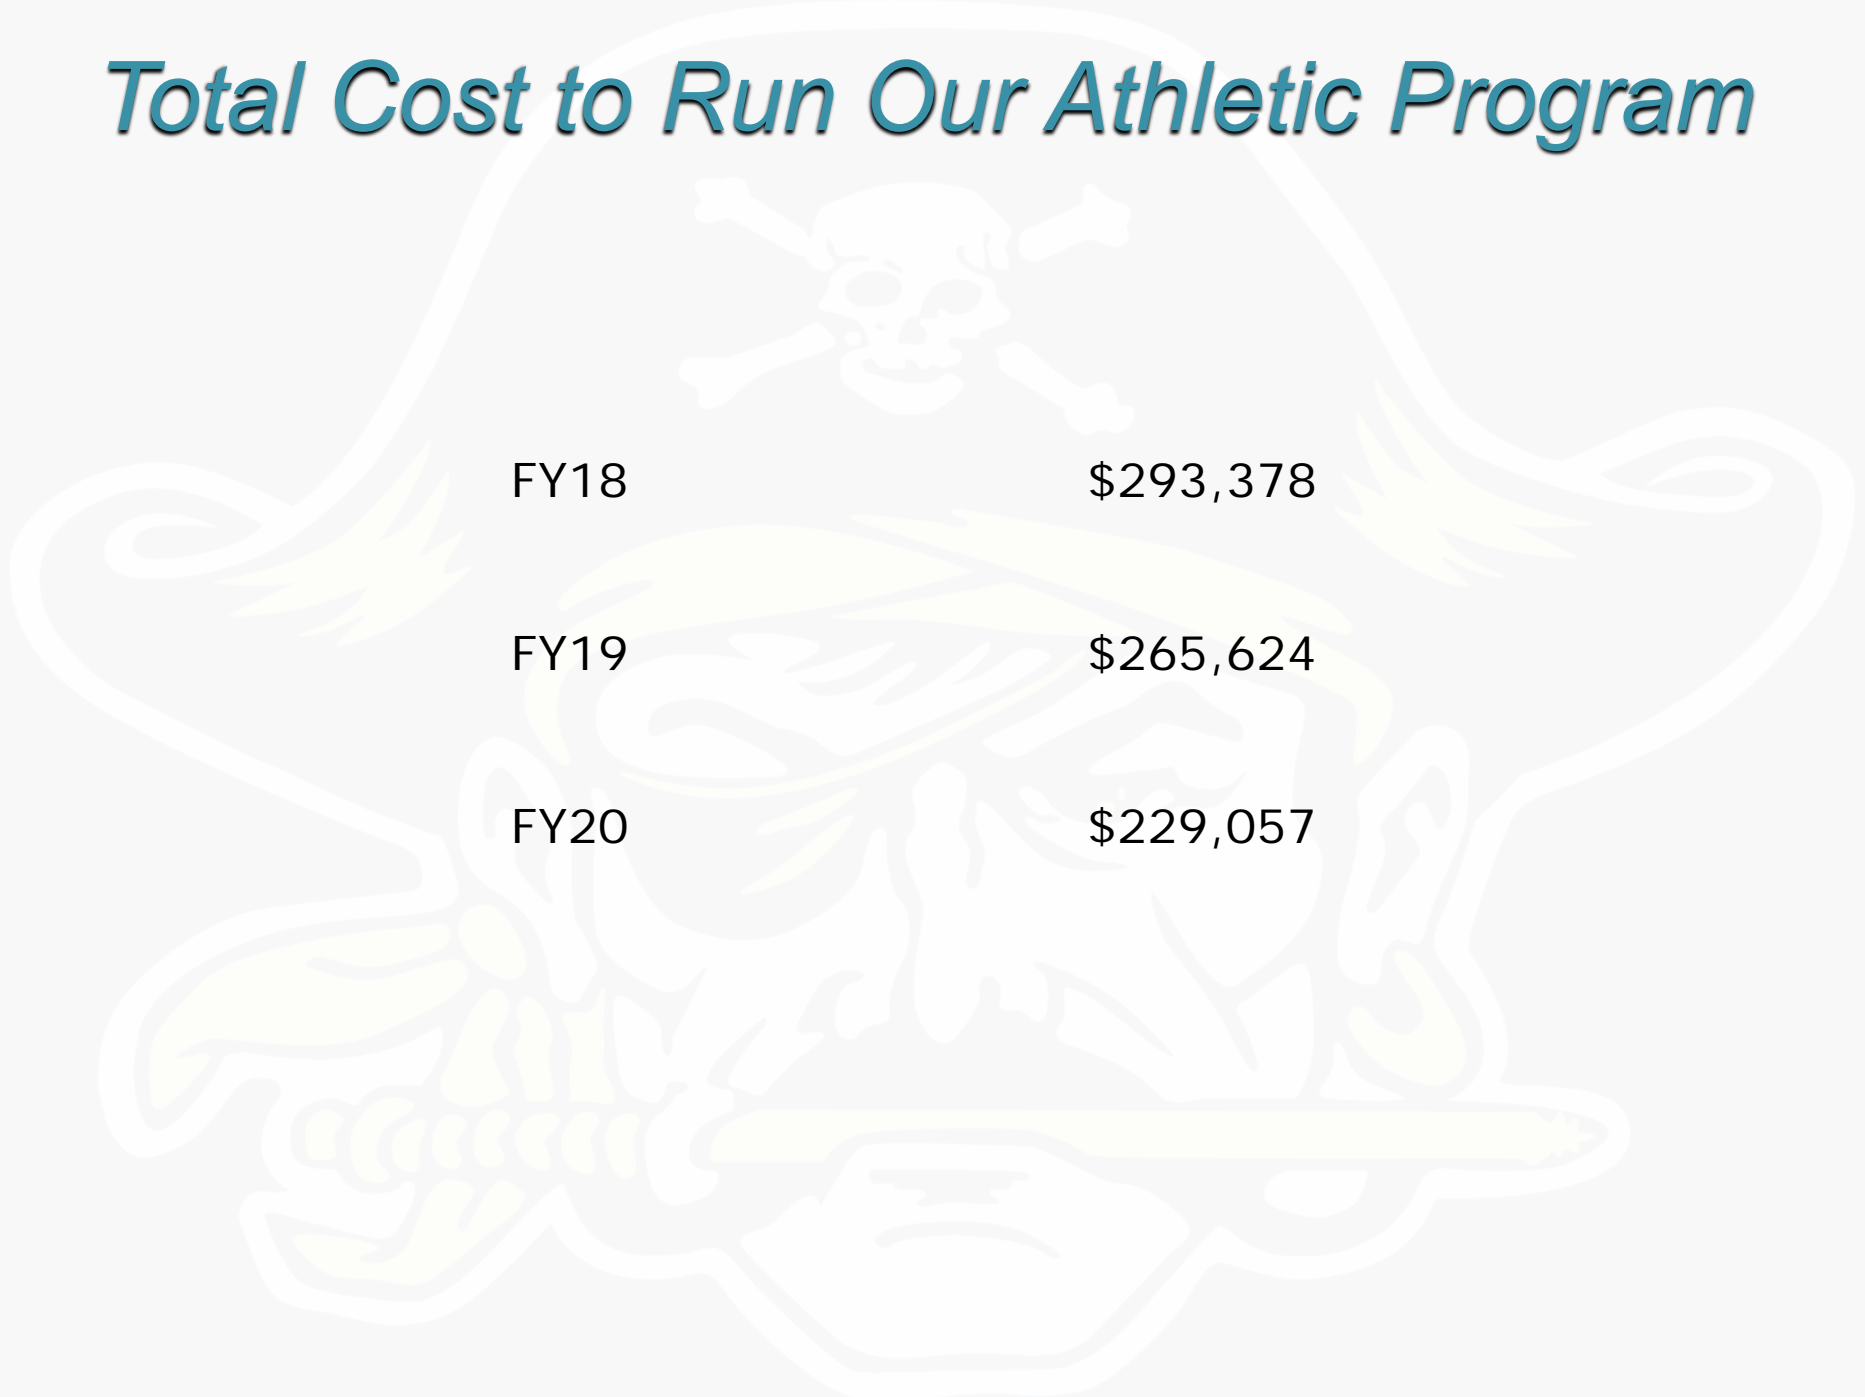 Total Cost to Run Our Athletic Program
FY18 $293,378
FY19 $265,624
FY20 $229,057